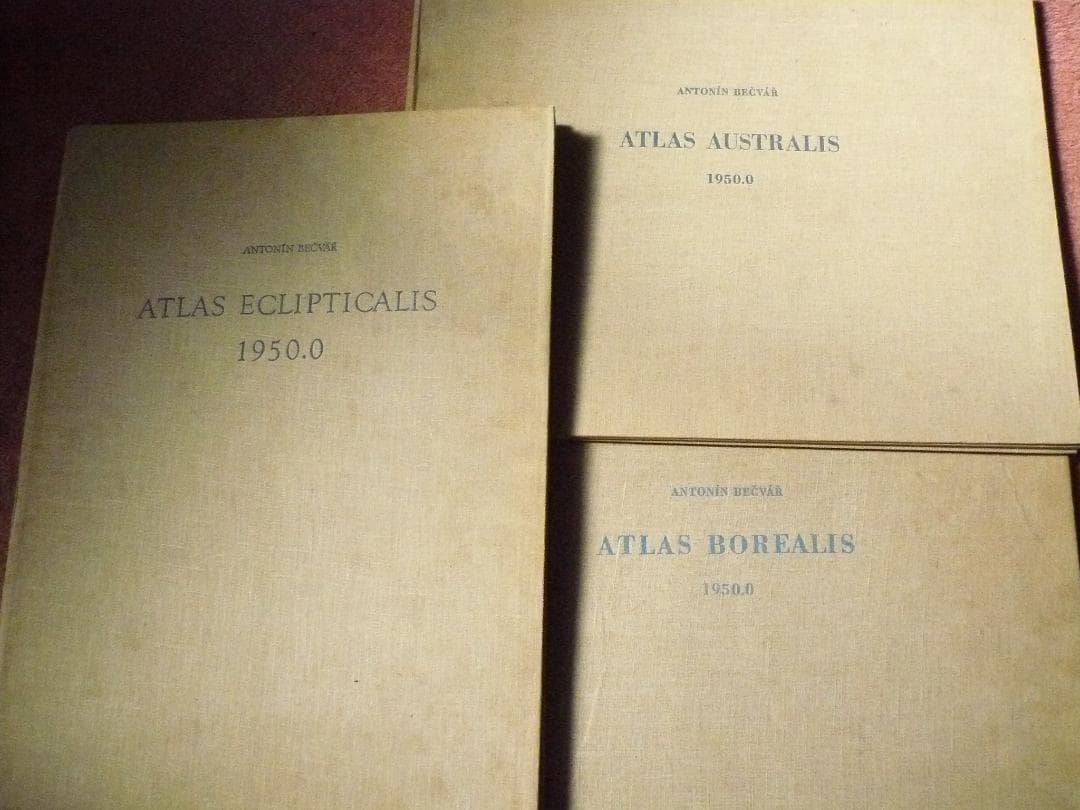 ANTONÍN BEČVÁŘ
ATLAS ECLIPTICALIS
1950.0
ANTONÍN BEČVÁŘ
ATLAS AUSTRALIS
1950.0
ANTONÍN BEČVÁŘ
ATLAS BOREALIS
1950.0